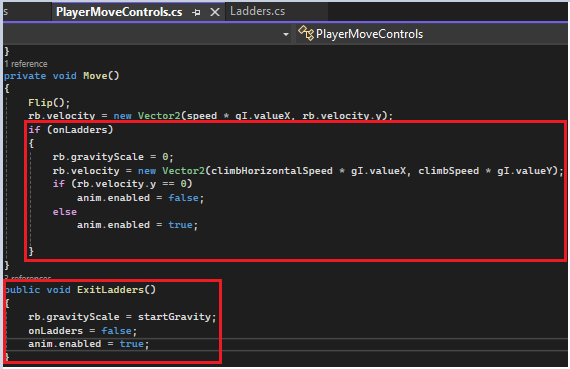 s PlayerMoveControls.cs Ladders.cs
PlayerMoveControls
}
1 reference
private void Move()
{
Flip();
rb.velocity = new Vector2(speed * gI.valueX, rb.velocity.y);
if (onLadders)
{
rb.gravityScale = 0;
rb.velocity = new Vector2(climbHorizontalSpeed * gI.valueX, climbSpeed * gI.valueY);
if (rb.velocity.y == 0)
anim.enabled = false;
else
anim.enabled = true;
}
}
3 references
public void ExitLadders()
{
rb.gravityScale = startGravity;
onLadders = false;
anim.enabled = true;
}